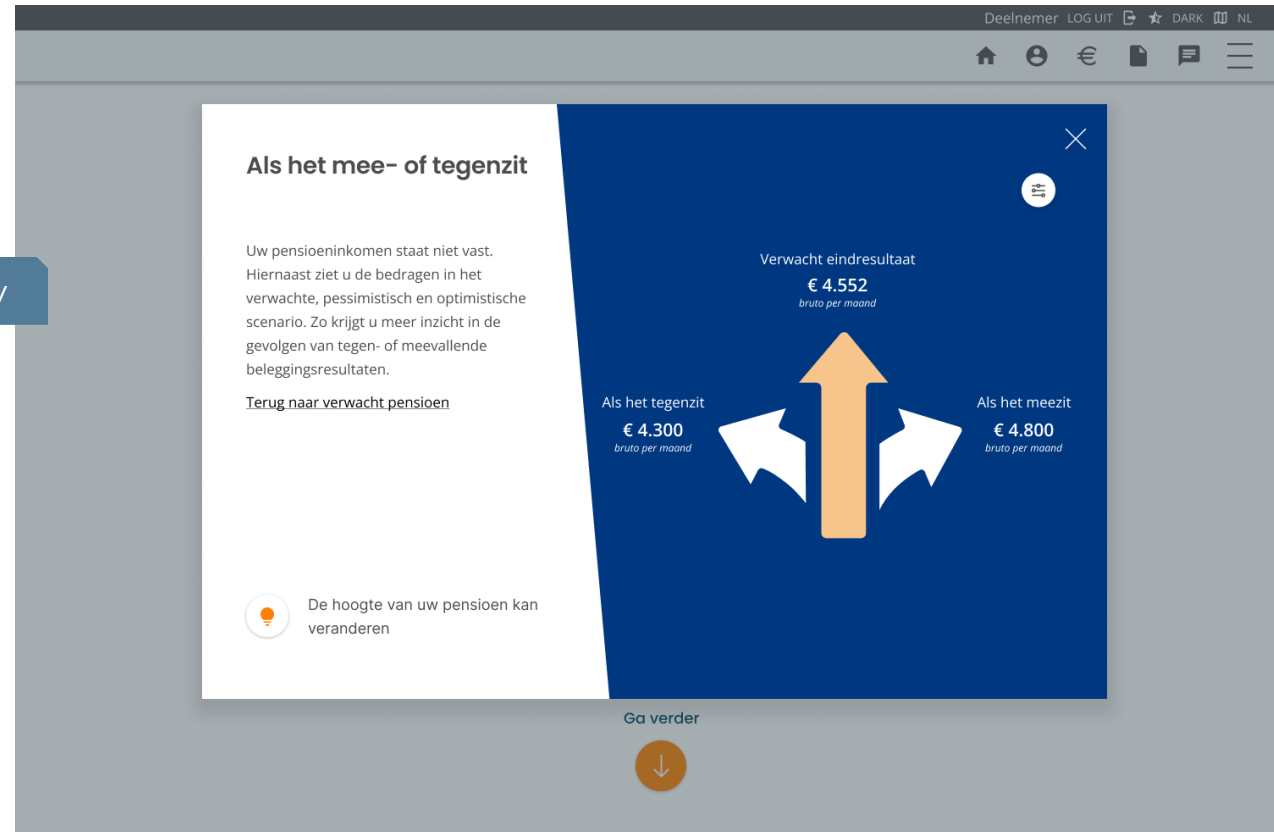 Deelnemer LOG UIT DARK NL
Als het mee- of tegenzit
Uw pensioeninkomen staat niet vast.
Hiernaast ziet u de bedragen in het
verwachte, pessimistisch en optimistische
scenario. Zo krijgt u meer inzicht in de
gevolgen van tegen- of meevallende
beleggingsresultaten.
Terug naar verwacht pensioen
De hoogte van uw pensioen kan
veranderen
Verwacht eindresultaat
€ 4.552
bruto per maand
Als het tegenzit
€ 4.300
bruto per maand
Als het meezit
€ 4.800
bruto per maand
Ga verder